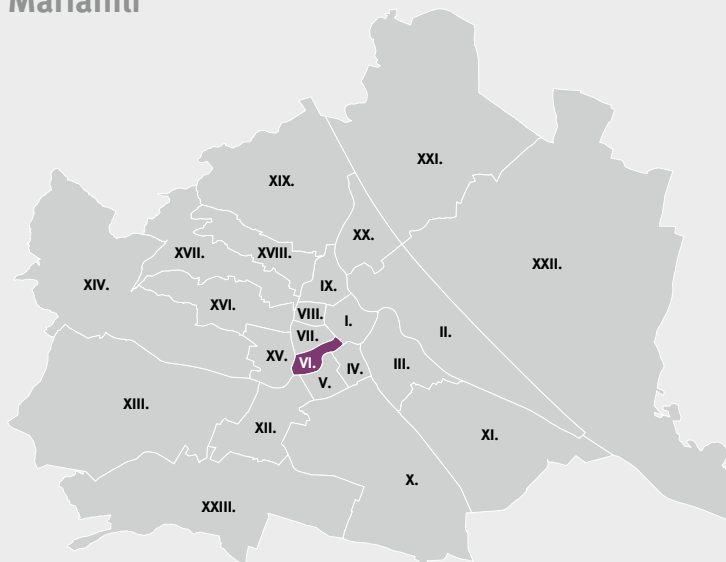 Mariahilf
XXI.
XIX.
XX.
XVII.
XVIII.
XXII.
XIV.
IX.
XVI.
VIII.
I.
II.
VII.
XV.
VI.
IV.
III.
V.
XIII.
XII.
XI.
X.
XXIII.